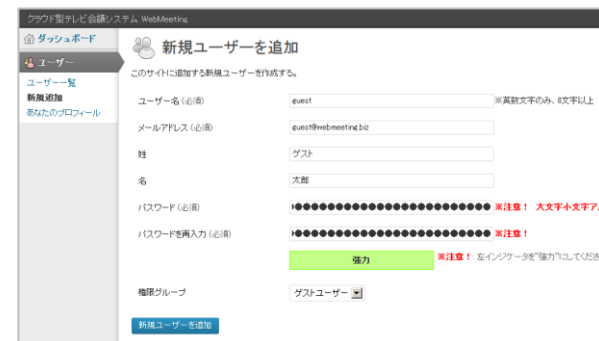 クラウド型テレビ会議システム WebMeeting
ダッシュボード
ユーザー
ユーザー一覧
新規追加
あなたのプロフィール
新規ユーザーを追加
このサイトに追加する新規ユーザーを作成する。
ユーザー名 (必須) guest ※英数文字のみ、8文字以上
メールアドレス (必須) guest@webmeeting.biz
姓 ゲスト
名 太郎
パスワード (必須) ※注意！ 大文字小文字ア
パスワードを再入力 (必須) ※注意！
強力 ※注意！: 左インジケータを"強力"にしてくださ
権限グループ ゲストユーザー
新規ユーザーを追加